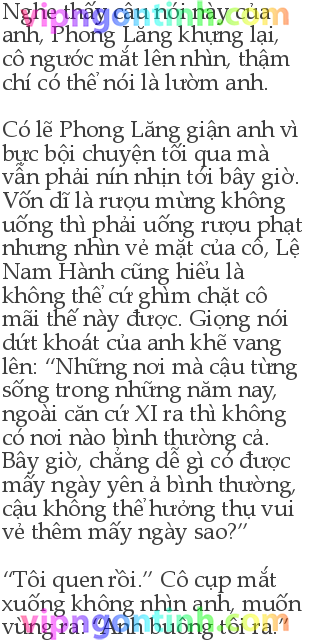 Nghe thấy câu nói này của
anh, Phong Lăng khựng lại,
cô ngước mắt lên nhìn, thậm
chí có thể nói là lườm anh.
Có lẽ Phong Lăng giận anh vì
bực bội chuyện tối qua mà
vẫn phải nín nhịn tới bây giờ.
Vốn dĩ là rượu mừng không
uống thì phải uống rượu phạt
nhưng nhìn vẻ mặt của cô, Lệ
Nam Hành cũng hiểu là
không thể cứ ghìm chặt cô
mãi thế này được. Giọng nói
dứt khoát của anh khẽ vang
lên: “Những nơi mà cậu từng
sống trong những năm nay,
ngoài căn cứ XI ra thì không
có nơi nào bình thường cả.
Bây giờ, chẳng dễ gì có được
mấy ngày yên ả bình thường,
cậu không thể hưởng thụ vui
vẻ thêm mấy ngày sao?”
“Tôi quen rồi.” Cô cụp mắt
xuống không nhìn anh, muốn
vùng ra: “Anh buông tôi ra.”
vipngontinh.com
vipngontinh.com